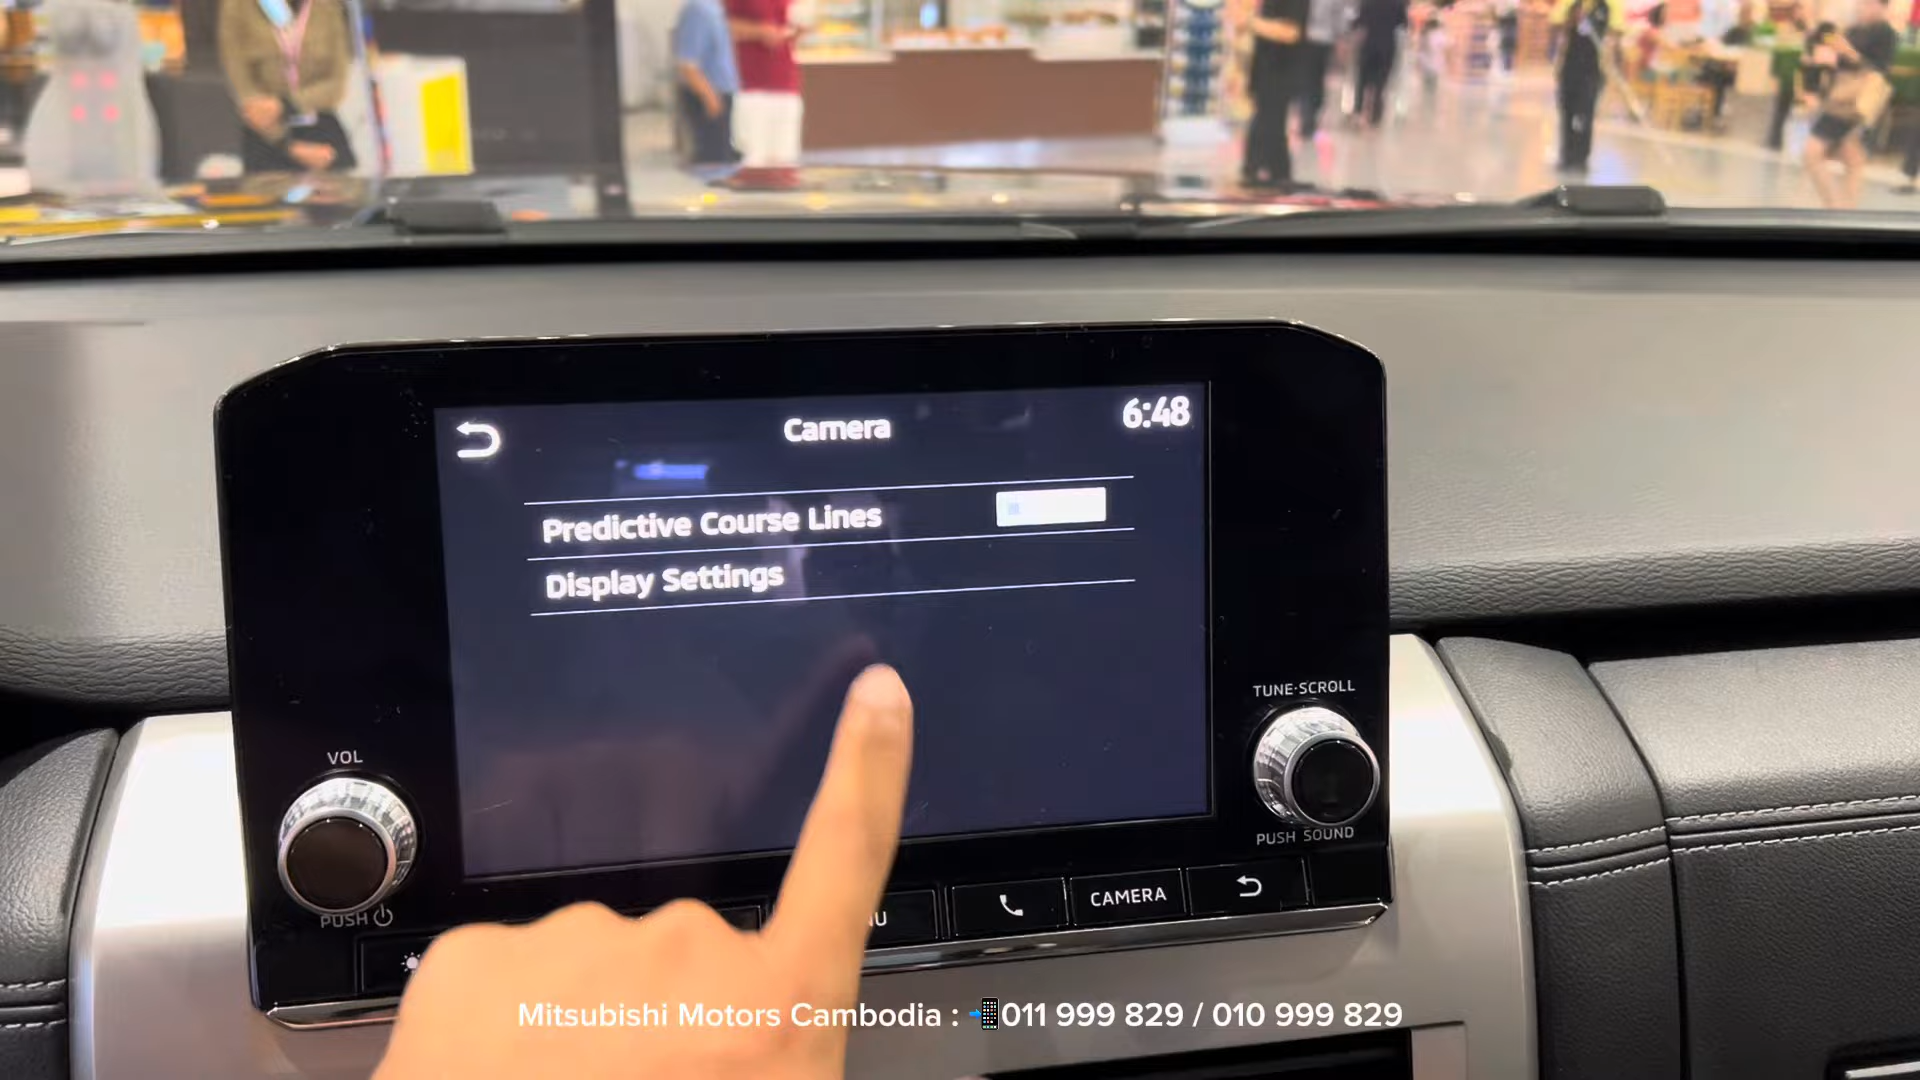 Camera
6:48
Predictive Course Lines
Display Settings
TUNE·SCROLL
VOL
PUSH SOUND
CAMERA
PUSH
Mitsubishi Motors Cambodia : 📲011 999 829 / 010 999 829